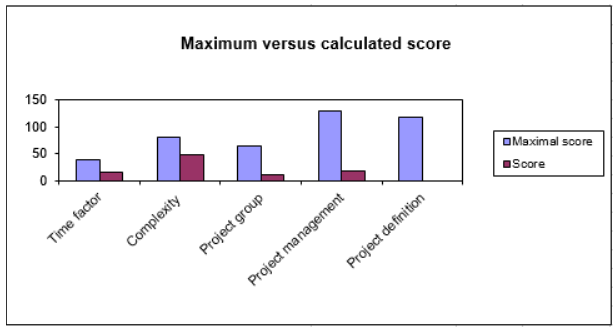 Maximum versus calculated score
150
100
50
0
Time factor
Complexity
Project group
Project management
Project definition
Maximal score
Score